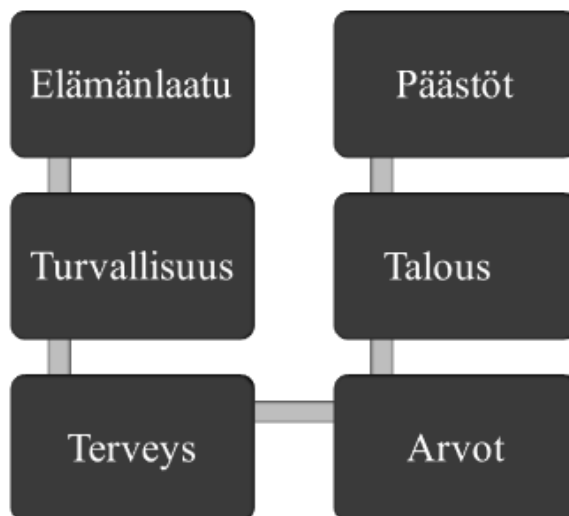 Elämänlaatu
Päästöt
Turvallisuus
Talous
Terveys
Arvot